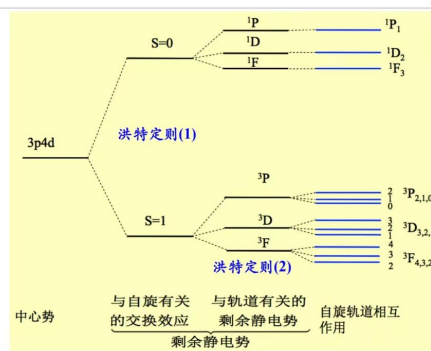 ¹P
¹P₁
S=0
¹D
¹D₂
¹F
¹F₃
洪特定则(1)
3p4d
³P
2
1
0
³P₂,₁,₀
S=1
³D
3
2
1
³D₃,₂,
³F
4
3
2
³F₄,₃,₂
洪特定则(2)
中心势
与自旋有关
的交换效应
与轨道有关的
剩余静电势
自旋轨道相互
作用
剩余静电势